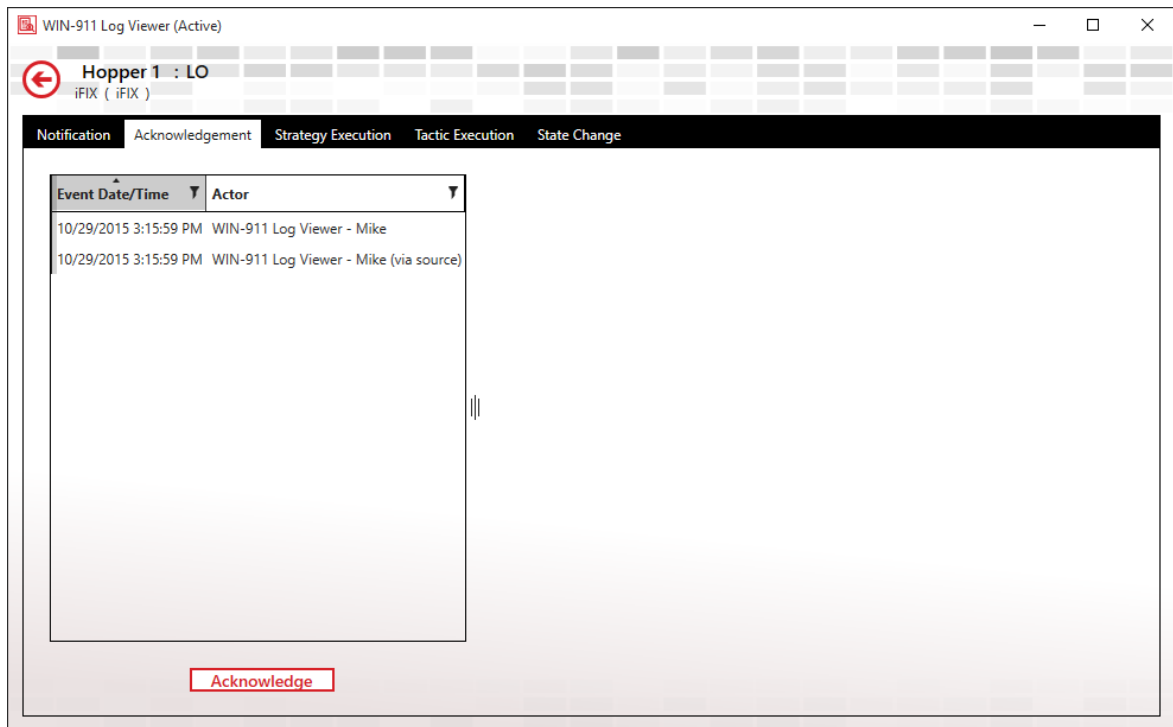 WIN-911 Log Viewer (Active)
Hopper 1 : LO
iFIX ( iFIX )
Notification Acknowledgement Strategy Execution Tactic Execution State Change
Event Date/Time Actor
10/29/2015 3:15:59 PM WIN-911 Log Viewer - Mike
10/29/2015 3:15:59 PM WIN-911 Log Viewer - Mike (via source)
Acknowledge